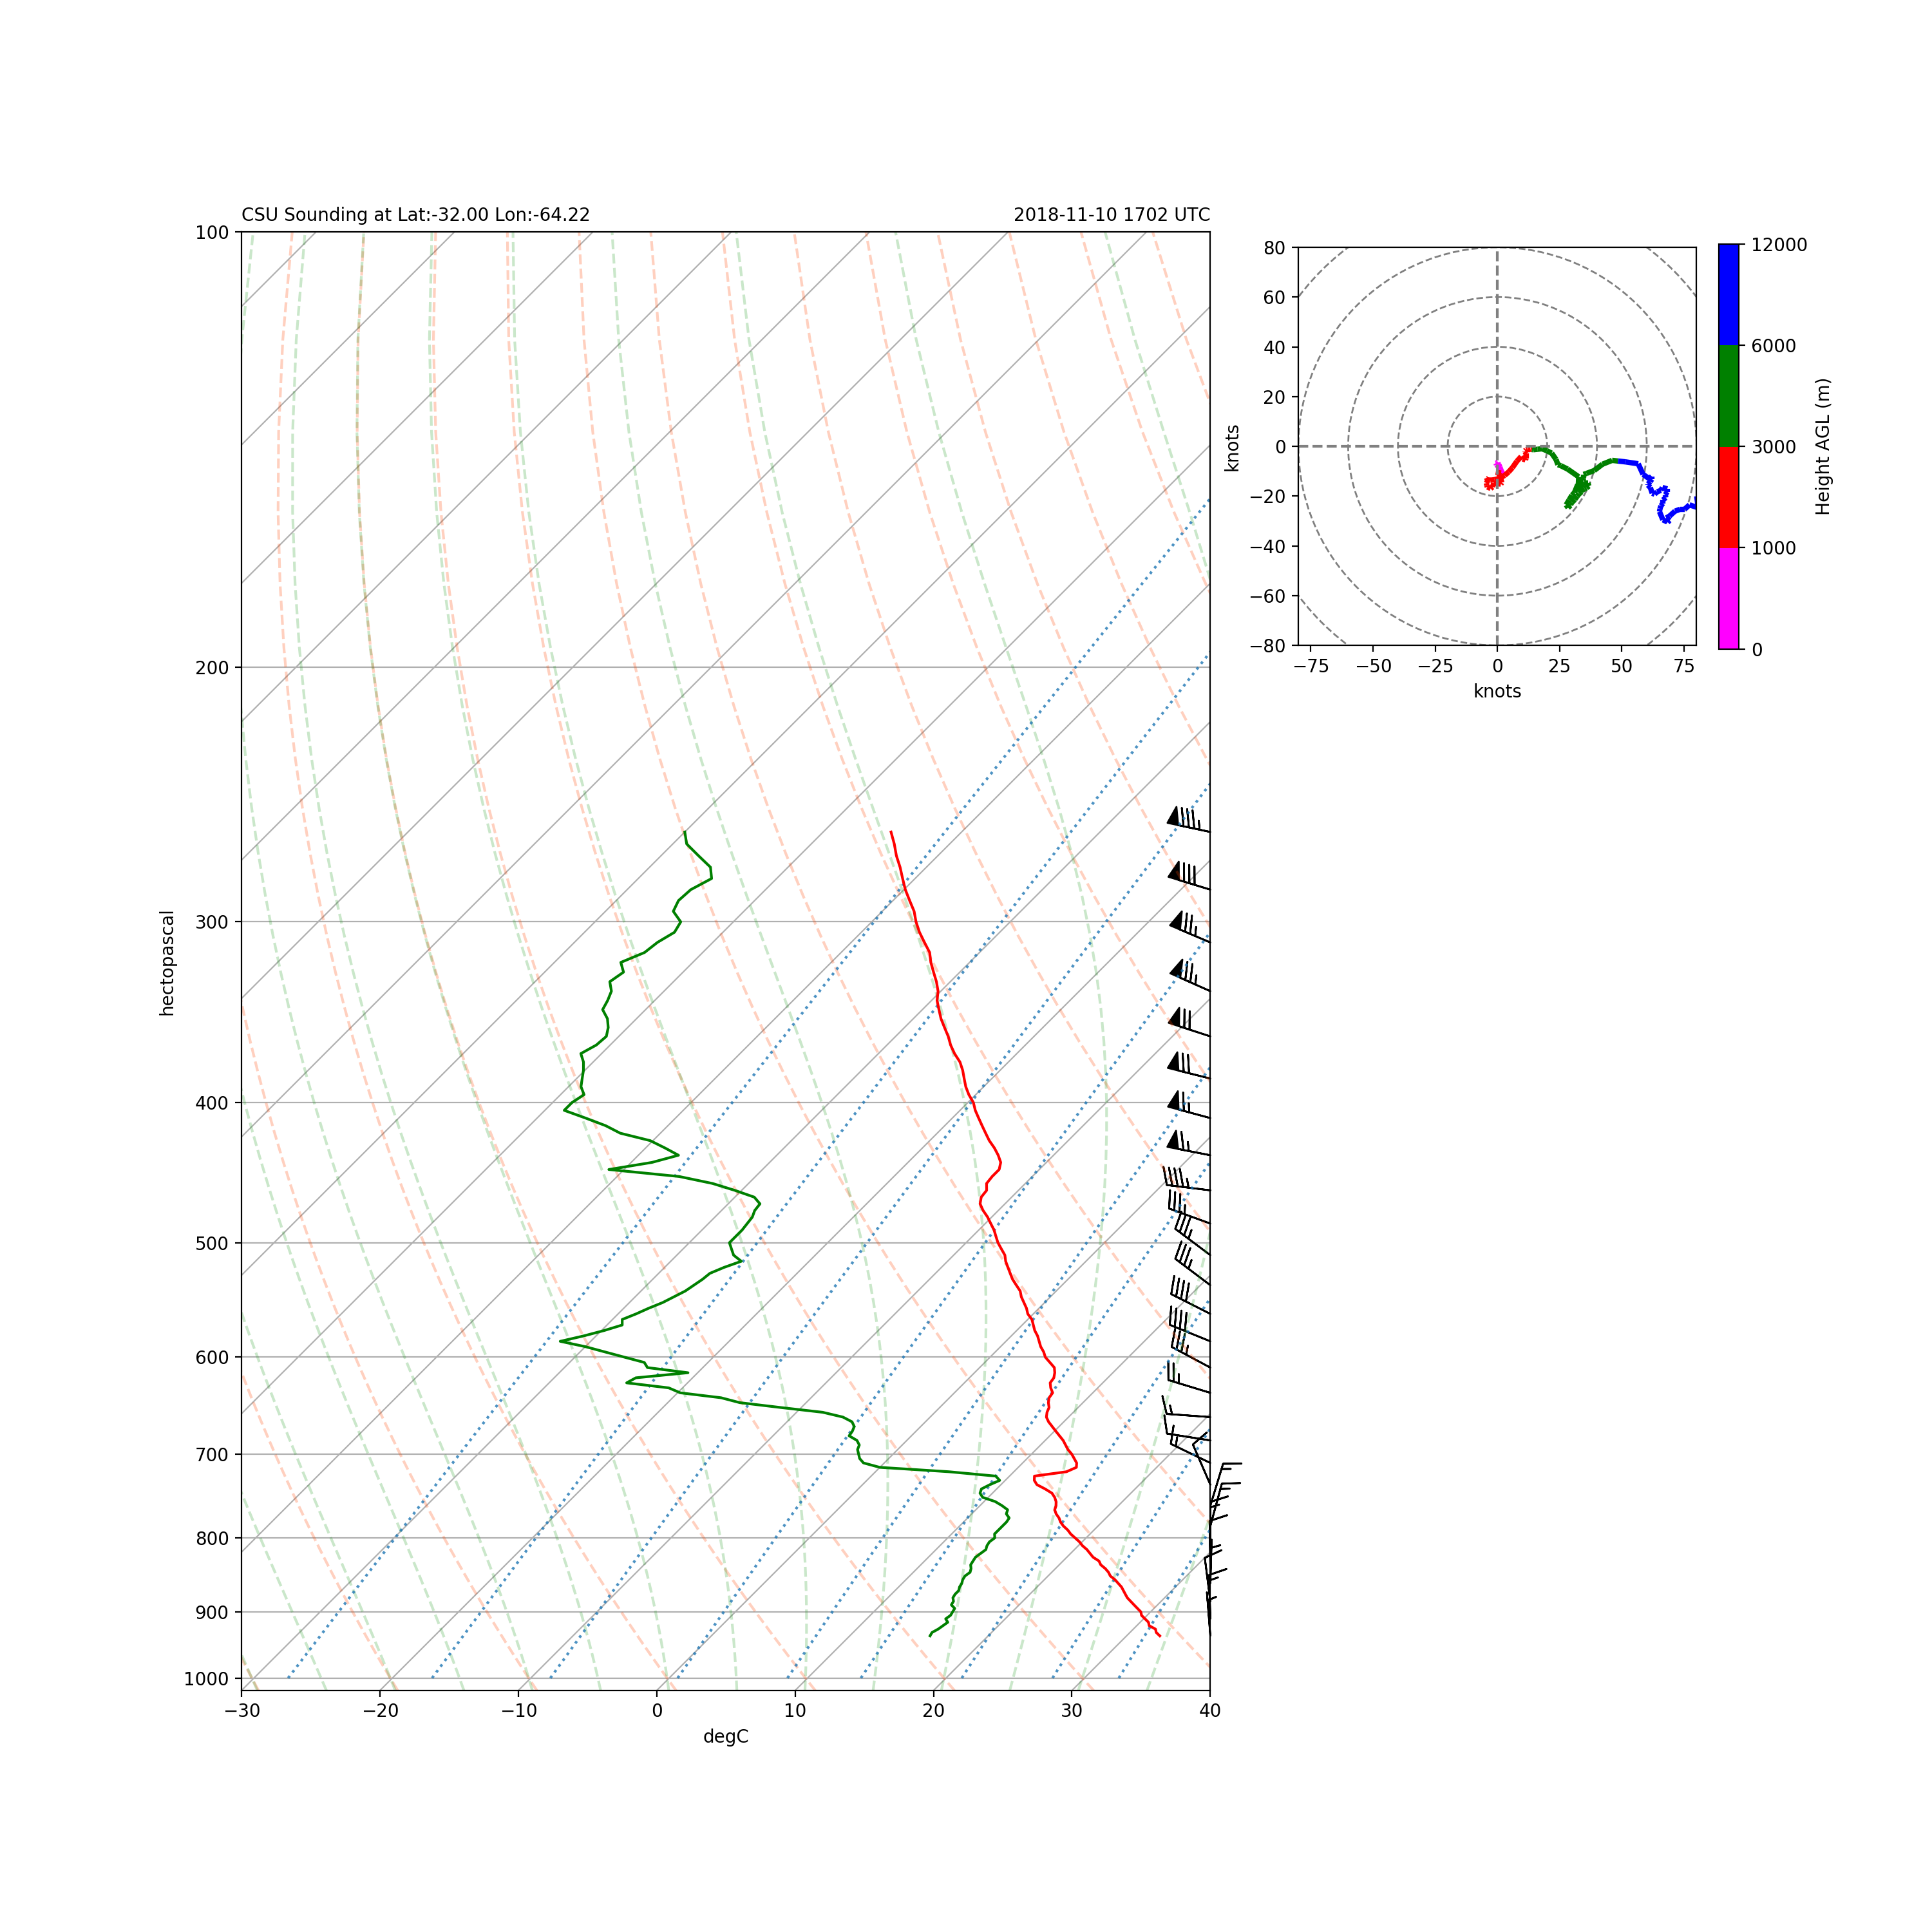 CSU Sounding at Lat:-32.00 Lon:-64.22
2018-11-10 1702 UTC
100
200
300
400
500
600
700
800
900
1000
hectopascal
−30 −20 −10 0 10 20 30 40
degC
80
60
40
20
0
−20
−40
−60
−80
knots
−75 −50 −25 0 25 50 75
knots
12000
6000
3000
1000
0
Height AGL (m)